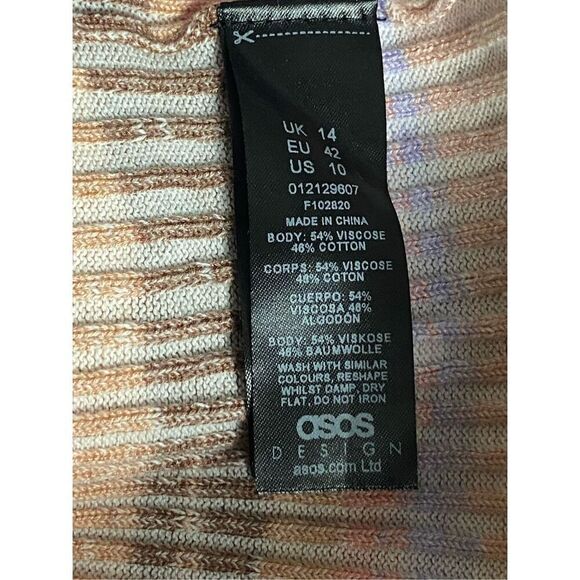 UK 14
EU 42
US 10
012129607
F102820
MADE IN CHINA
BODY: 54% VISCOSE
46% COTTON
CORPS: 54% VISCOSE
46% COTON
CUERPO: 54%
VISCOSA 46%
ALGODÓN
BODY: 54% VISKOSE
46% BAUMWOLLE
WASH WITH SIMILAR
COLOURS, RESHAPE
WHILST DAMP, DRY
FLAT, DO NOT IRON
asos
DESIGN
asos.com Ltd